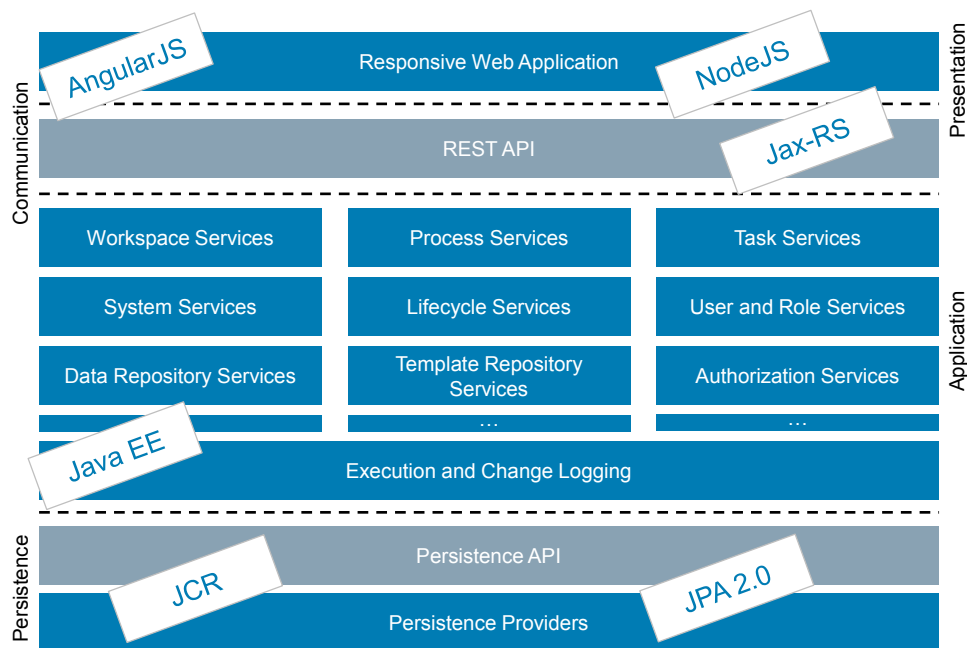 AngularJS
Responsive Web Application
NodeJS
Presentation
Communication
REST API
Jax-RS
Workspace Services
Process Services
Task Services
System Services
Lifecycle Services
User and Role Services
Application
Data Repository Services
Template Repository
Services
Authorization Services
…
…
Java EE
Execution and Change Logging
Persistence
Persistence API
JCR
JPA 2.0
Persistence Providers